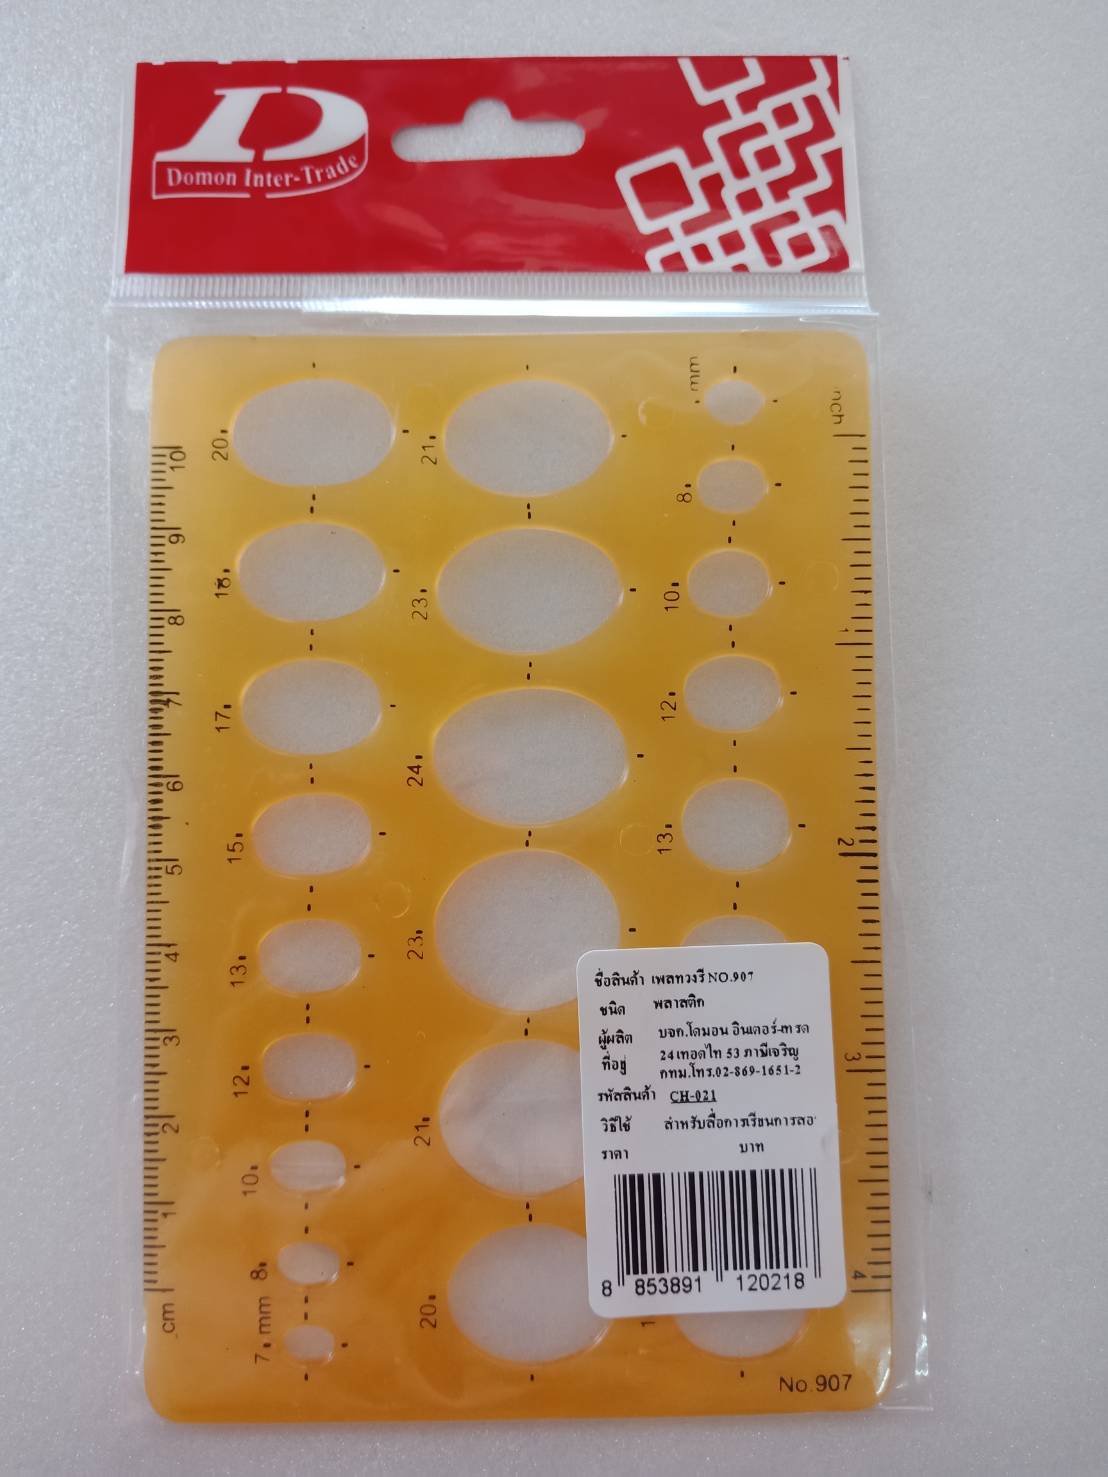 D
Domon Inter-Trade
mm
nch
20
21
8
18
23
10
17
12
24
15
13
13
23
12
21
10
8
20
7 mm
10
9
8
7
6
5
4
3
2
1
cm
2
3
4
ชื่อสินค้า เพลทวงรี NO.907
ชนิด พลาสติก
ผู้ผลิต บจก.โดมอน อินเตอร์-เทรด
ที่อยู่ 24 เทอดไท 53 ภาษีเจริญ
กทม.โทร.02-869-1651-2
รหัสสินค้า CH-021
วิธีใช้ สำหรับสื่อการเรียนการสอ
ราคา บาท
8 853891 120218
No.907